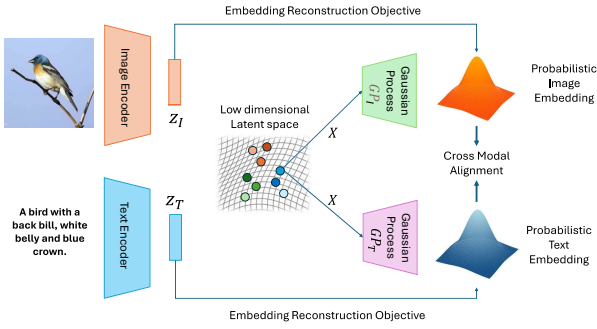 Embedding Reconstruction Objective
Image Encoder
Z_I
Low dimensional
Latent space
X
Gaussian
Process
GP_I
Probabilistic
Image
Embedding
Cross Modal
Alignment
A bird with a
back bill, white
belly and blue
crown.
Text Encoder
Z_T
X
Gaussian
Process
GP_T
Probabilistic
Text
Embedding
Embedding Reconstruction Objective